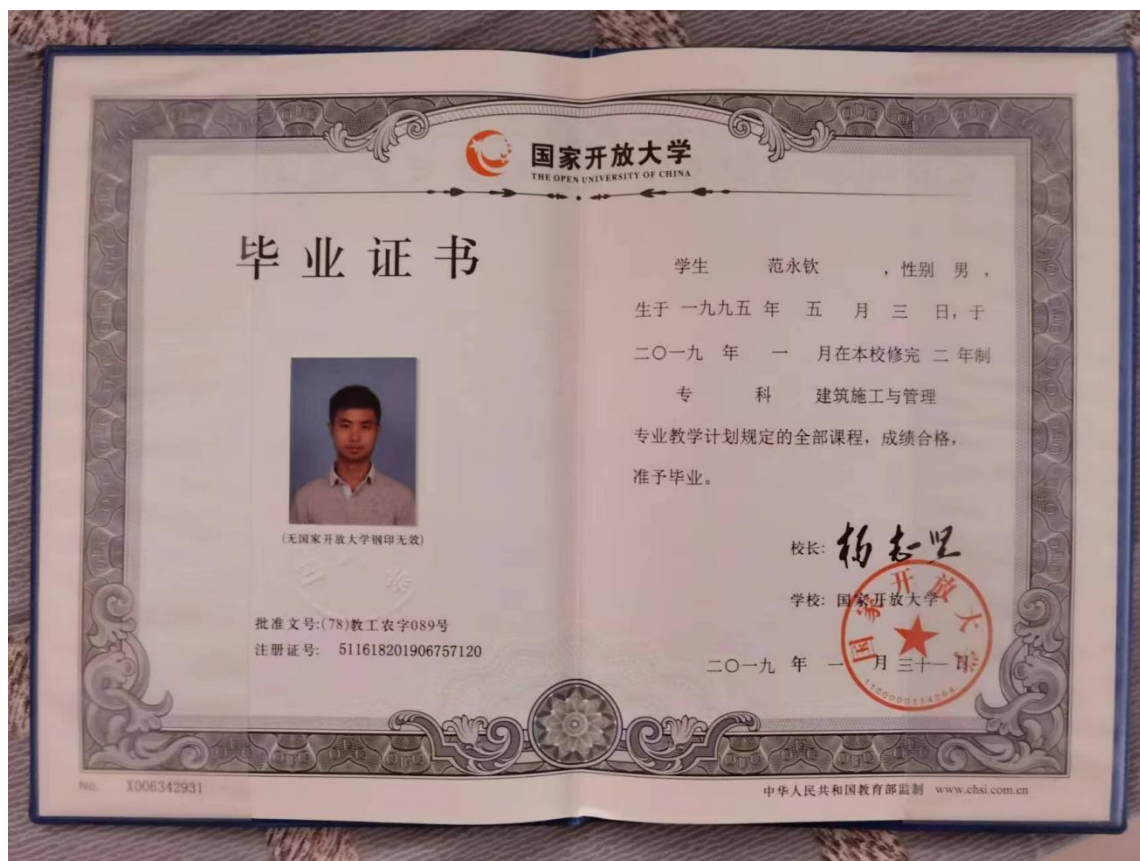 国家开放大学
THE OPEN UNIVERSITY OF CHINA
毕业证书
(无国家开放大学钢印无效)
批准文号:(78)教工农字089号
注册证号: 511618201906757120
No. X006342931
学生 范永钦 ,性别 男 ,
生于 一九九五 年 五 月 三 日,于
二〇一九 年 一 月在本校修完 二 年制
专 科 建筑施工与管理
专业教学计划规定的全部课程,成绩合格,
准予毕业。
校长: 杨志坚
学校: 国家开放大学
二〇一九 年 一 月 三十一 日
国家开放大学
中华人民共和国教育部监制 www.chsi.com.cn